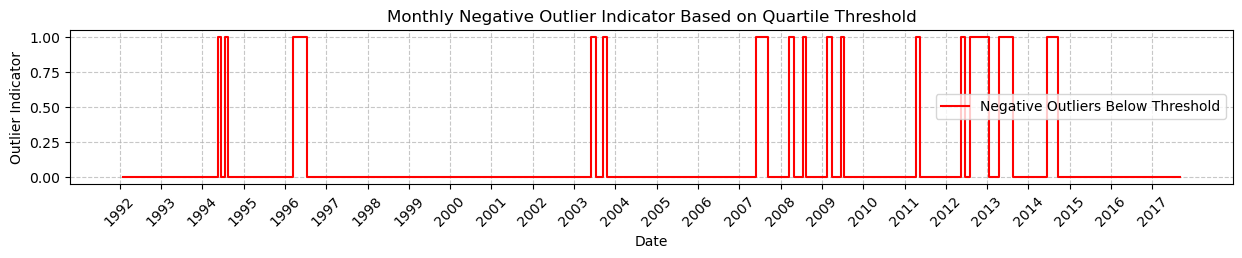 Monthly Negative Outlier Indicator Based on Quartile Threshold
Outlier Indicator
1.00
0.75
0.50
0.25
0.00
Negative Outliers Below Threshold
1992 1993 1994 1995 1996 1997 1998 1999 2000 2001 2002 2003 2004 2005 2006 2007 2008 2009 2010 2011 2012 2013 2014 2015 2016 2017
Date